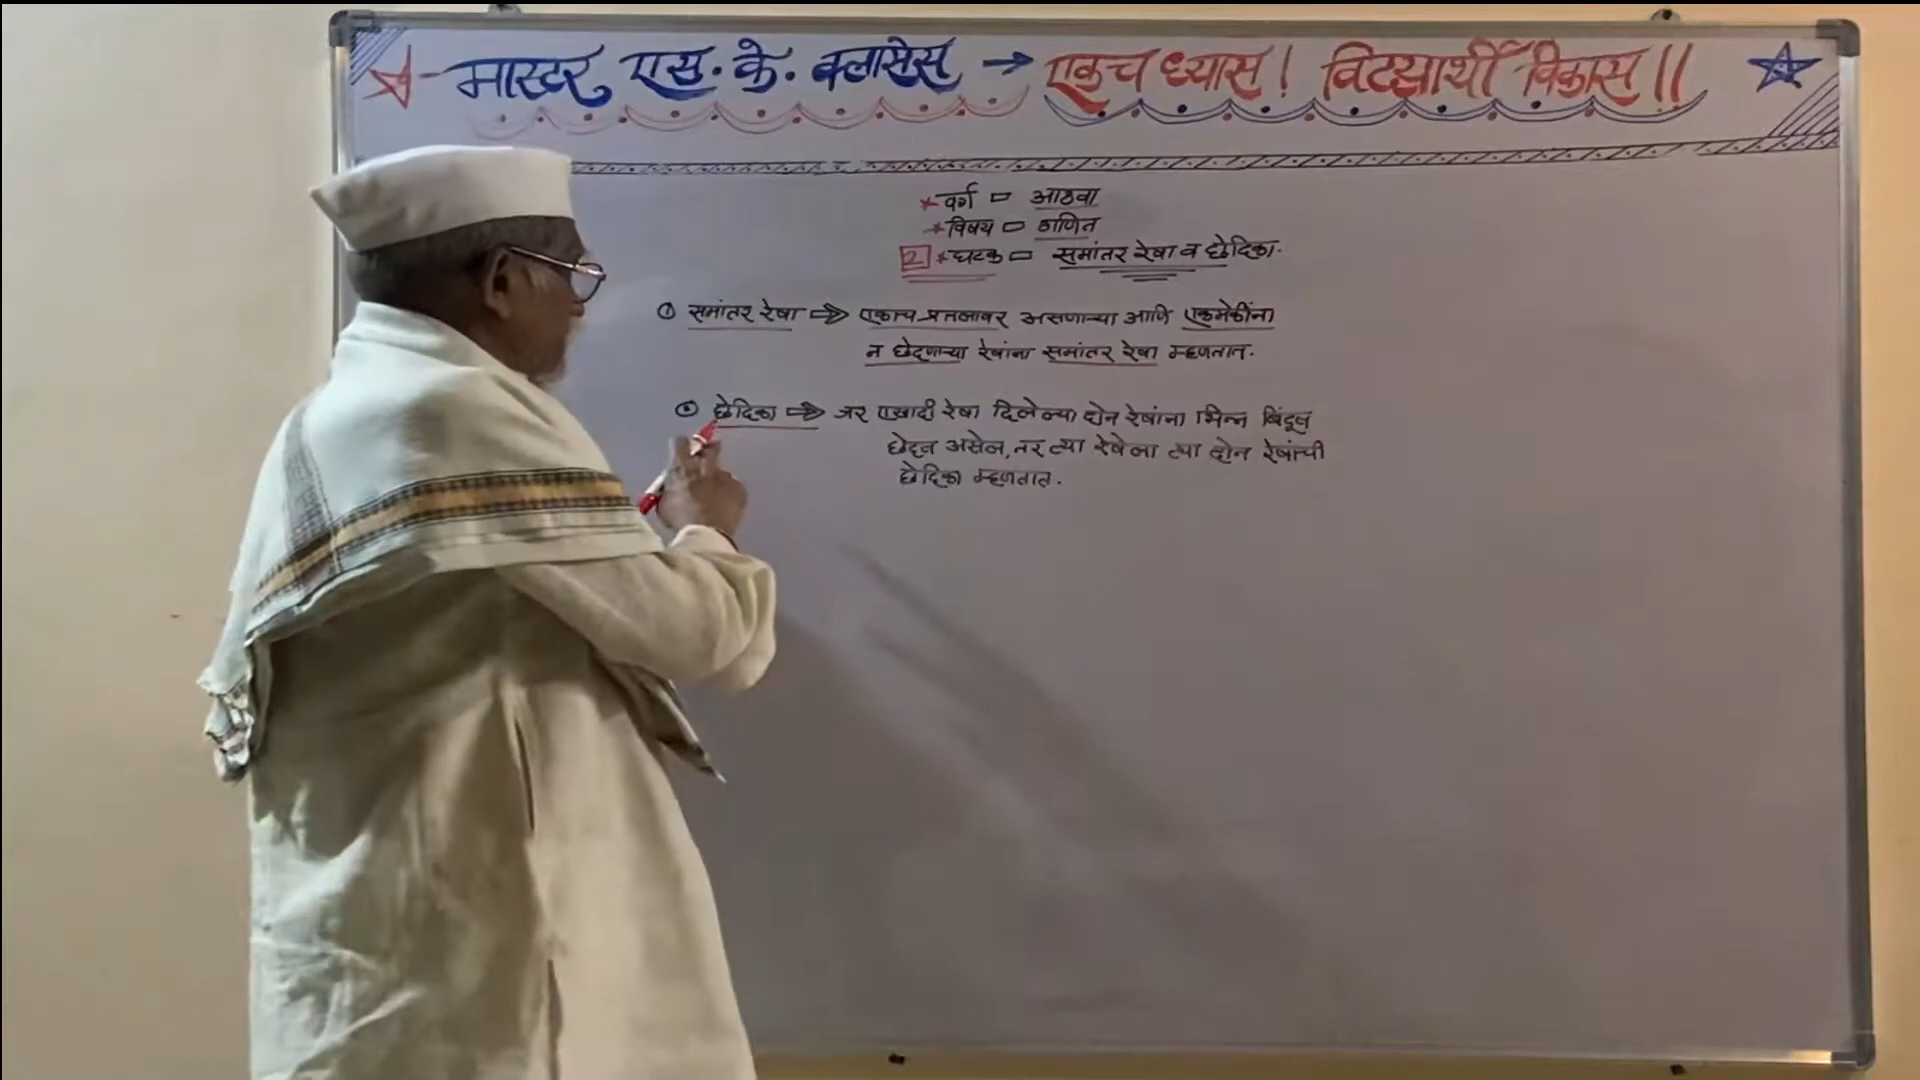 मास्टर एस. के. क्लासेस → एकच ध्यास! विद्यार्थी विकास!!
* वर्ग ⇒ आठवा
* विषय ⇒ गणित
2 * घटक ⇒ समांतर रेषा व छेदिका.
① समांतर रेषा ⇒ एकाच प्रतलावर असणाऱ्या आणि एकमेकींना
न छेदणाऱ्या रेषांना समांतर रेषा म्हणतात.
छेदिका ⇒ जर एखादी रेषा दिलेल्या दोन रेषांना भिन्न बिंदूत
छेदत असेल, तर त्या रेषेला त्या दोन रेषांची
छेदिका म्हणतात.